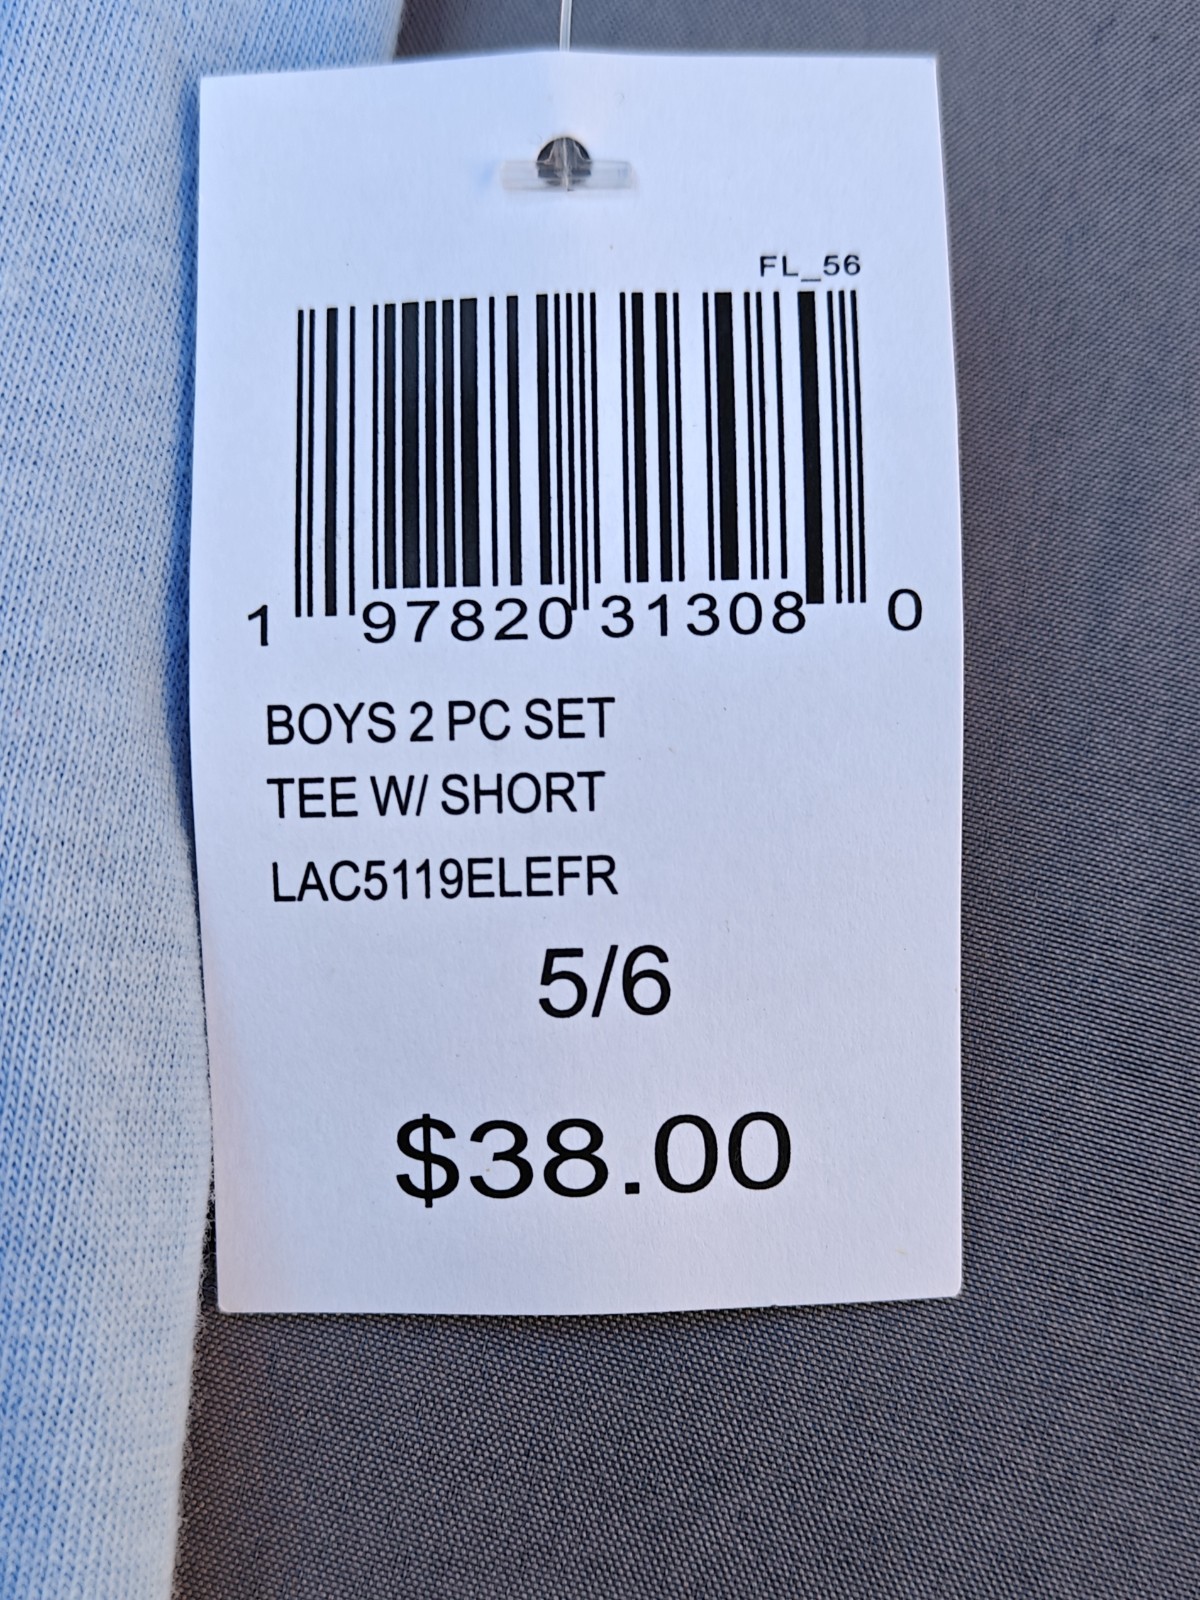 FL_56
1 97820 31308 0
BOYS 2 PC SET
TEE W/ SHORT
LAC5119ELEFR
5/6
$38.00